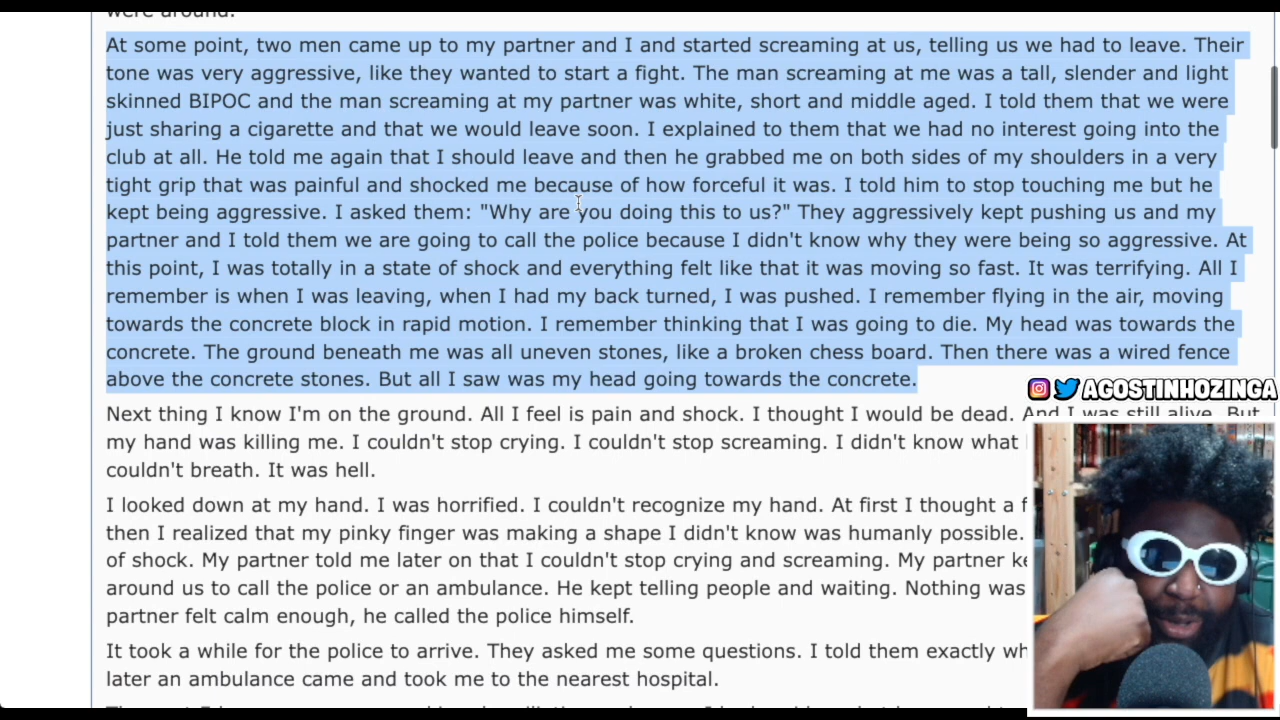 were around.
At some point, two men came up to my partner and I and started screaming at us, telling us we had to leave. Their
tone was very aggressive, like they wanted to start a fight. The man screaming at me was a tall, slender and light
skinned BIPOC and the man screaming at my partner was white, short and middle aged. I told them that we were
just sharing a cigarette and that we would leave soon. I explained to them that we had no interest going into the
club at all. He told me again that I should leave and then he grabbed me on both sides of my shoulders in a very
tight grip that was painful and shocked me because of how forceful it was. I told him to stop touching me but he
kept being aggressive. I asked them: "Why are you doing this to us?" They aggressively kept pushing us and my
partner and I told them we are going to call the police because I didn't know why they were being so aggressive. At
this point, I was totally in a state of shock and everything felt like that it was moving so fast. It was terrifying. All I
remember is when I was leaving, when I had my back turned, I was pushed. I remember flying in the air, moving
towards the concrete block in rapid motion. I remember thinking that I was going to die. My head was towards the
concrete. The ground beneath me was all uneven stones, like a broken chess board. Then there was a wired fence
above the concrete stones. But all I saw was my head going towards the concrete.
AGOSTINHOZINGA
Next thing I know I'm on the ground. All I feel is pain and shock. I thought I would be dead. And I was still alive. But
my hand was killing me. I couldn't stop crying. I couldn't stop screaming. I didn't know what
couldn't breath. It was hell.
I looked down at my hand. I was horrified. I couldn't recognize my hand. At first I thought a
then I realized that my pinky finger was making a shape I didn't know was humanly possible.
of shock. My partner told me later on that I couldn't stop crying and screaming. My partner
around us to call the police or an ambulance. He kept telling people and waiting. Nothing was
partner felt calm enough, he called the police himself.
It took a while for the police to arrive. They asked me some questions. I told them exactly
later an ambulance came and took me to the nearest hospital.